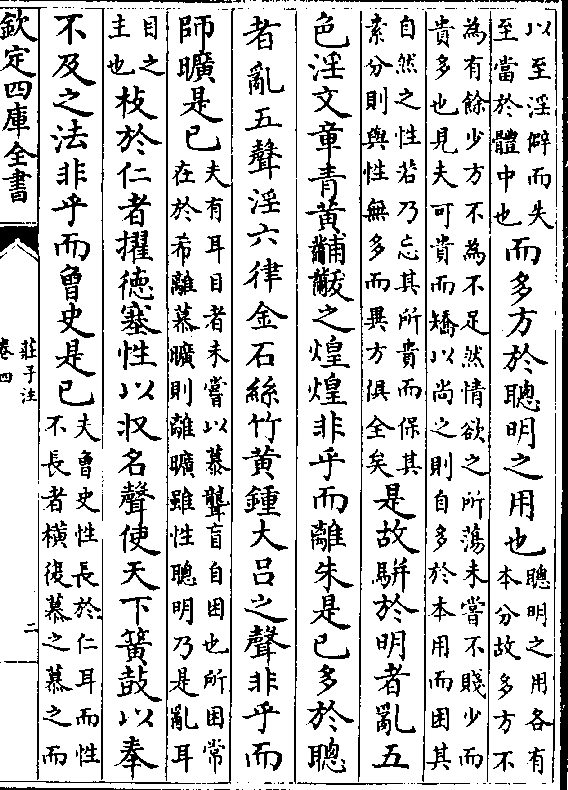 以至淫僻而失
至當於體中也
而多方於聰明之用也
聰明之用各有
本分故多方不
為有餘少方不為不足然情欲之所蕩未嘗不賤少而
貴多也見夫可貴而矯以尚之則自多於本用而困其
自然之性若乃忘其所貴而保其
素分則與性無多而異方俱全矣
是故駢於明者亂五
色淫文章青黃黼黻之煌煌非乎而離朱是已多於聰
者亂五聲淫六律金石絲竹黃鍾大呂之聲非乎而
師曠是已
夫有耳目者未嘗以慕聾盲自困也所困常
在於希離慕曠則離曠雖性聰明乃是亂耳
目之
主也
枝於仁者擢德塞性以収名聲使天下簧鼓以奉
不及之法非乎而曾史是已
夫曾史性長於仁耳而性
不長者橫復慕之慕之而
欽定四庫全書
莊子注
卷四
二